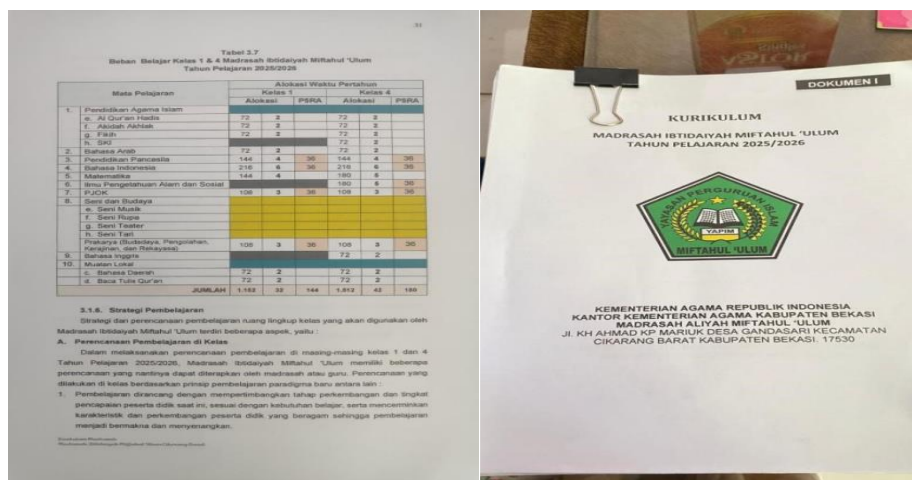 Tabel 3.7
Beban Belajar Kelas 1 & 4 Madrasah Ibtidaiyah Miftahul 'Ulum
Tahun Pelajaran 2025/2026
Mata Pelajaran Alokasi Waktu Pertahun
Kelas 1 Kelas 4
Alokasi P5RA Alokasi P5RA
1. Pendidikan Agama Islam
e. Al Qur'an Hadis 72 2 72 2
f. Akidah Akhlak 72 2 72 2
g. Fikih 72 2 72 2
h. SKI 72 2
2. Bahasa Arab 72 2 72 2
3. Pendidikan Pancasila 144 4 36 144 4 36
4. Bahasa Indonesia 216 6 36 216 6 36
5. Matematika 144 4 180 5
6. Ilmu Pengetahuan Alam dan Sosial 180 5 36
7. PJOK 108 3 36 108 3 36
8. Seni dan Budaya
e. Seni Musik
f. Seni Rupa
g. Seni Teater
h. Seni Tari
Prakarya (Budidaya, Pengolahan, Kerajinan, dan Rekayasa) 108 3 36 108 3 36
9. Bahasa Inggris 72 2
10. Muatan Lokal
c. Bahasa Daerah 72 2 72 2
d. Baca Tulis Qur'an 72 2 72 2
JUMLAH 32 144 42 180
3.1.6. Strategi Pembelajaran
Strategi dan perencanaan pembelajaran ruang lingkup kelas yang akan digunakan oleh
Madrasah Ibtidaiyah Miftahul 'Ulum terdiri beberapa aspek, yaitu :
A. Perencanaan Pembelajaran di Kelas
Dalam melaksanakan perencanaan pembelajaran di masing-masing kelas 1 dan 4
Tahun Pelajaran 2025/2026, Madrasah Ibtidaiyah Miftahul 'Ulum memiliki beberapa
perencanaan yang nantinya dapat diterapkan oleh madrasah atau guru. Perencanaan yang
dilakukan di kelas berdasarkan prinsip pembelajaran paradigma baru antara lain :
1. Pembelajaran dirancang dengan mempertimbangkan tahap perkembangan dan tingkat
pencapaian peserta didik saat ini, sesuai dengan kebutuhan belajar, serta mencerminkan
karakteristik dan perkembangan peserta didik yang beragam sehingga pembelajaran
menjadi bermakna dan menyenangkan.
DOKUMEN I
KURIKULUM
MADRASAH IBTIDAIYAH MIFTAHUL 'ULUM
TAHUN PELAJARAN 2025/2026
YAYASAN PERGURUAN ISLAM
YAPIM
MIFTAHUL 'ULUM
KEMENTERIAN AGAMA REPUBLIK INDONESIA
KANTOR KEMENTERIAN AGAMA KABUPATEN BEKASI
MADRASAH ALIYAH MIFTAHUL 'ULUM
JL KH AHMAD KP MARIUK DESA GANDASARI KECAMATAN
CIKARANG BARAT KABUPATEN BEKASI. 17530